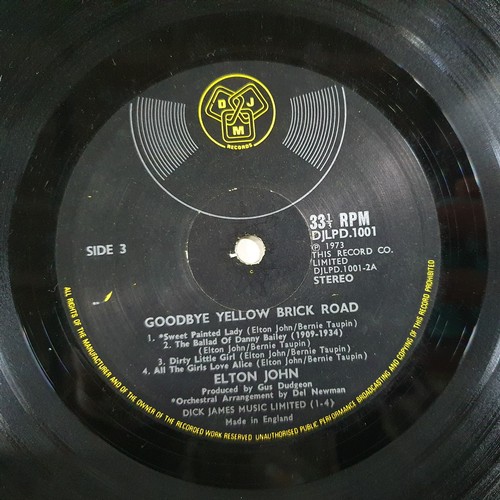 D J
M
RECORDS
SIDE 3
33⅓ RPM
DJLPD.1001
Ⓟ 1973
THIS RECORD CO.
LIMITED
DJLPD.1001-2A
STEREO
GOODBYE YELLOW BRICK ROAD
1. *Sweet Painted Lady (Elton John/Bernie Taupin)
2. The Ballad Of Danny Bailey (1909-1934)
(Elton John/Bernie Taupin)
3. Dirty Little Girl (Elton John/Bernie Taupin)
4. All The Girls Love Alice (Elton John/Bernie Taupin)
ELTON JOHN
Produced by Gus Dudgeon
*Orchestral Arrangement by Del Newman
DICK JAMES MUSIC LIMITED (1-4)
Made in England
ALL RIGHTS OF THE MANUFACTURER AND OF THE OWNER OF THE RECORDED WORK RESERVED UNAUTHORISED PUBLIC PERFORMANCE BROADCASTING AND COPYING OF THIS RECORD PROHIBITED